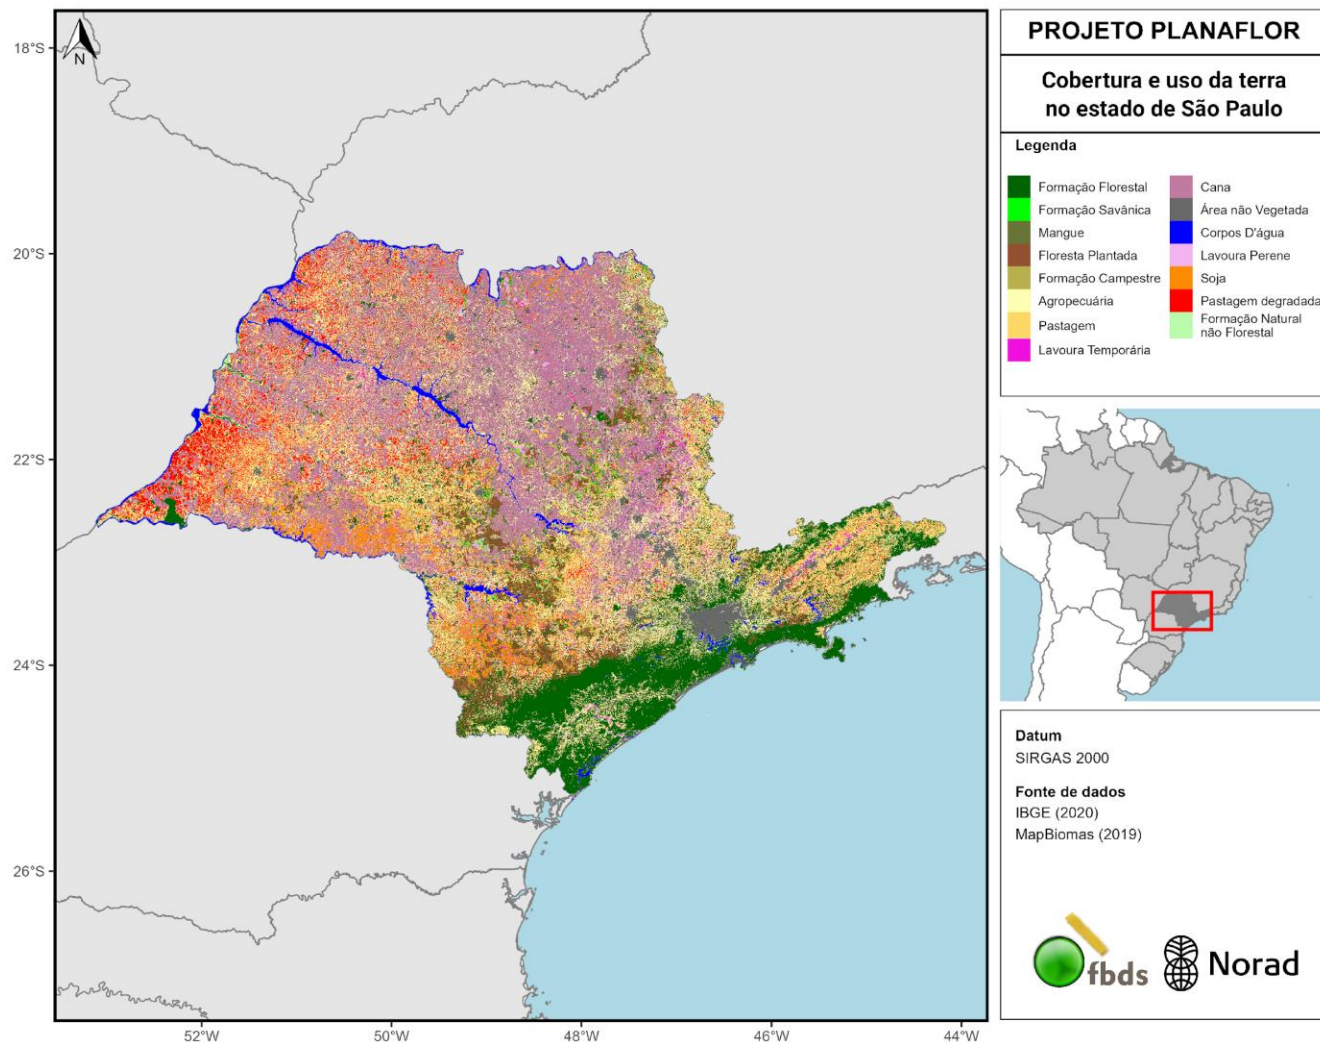 18°S
20°S
22°S
24°S
26°S
52°W
50°W
48°W
46°W
44°W
N
PROJETO PLANAFLOR
Cobertura e uso da terra
no estado de São Paulo
Legenda
Formação Florestal
Formação Savânica
Mangue
Floresta Plantada
Formação Campestre
Agropecuária
Pastagem
Lavoura Temporária
Cana
Área não Vegetada
Corpos D'água
Lavoura Perene
Soja
Pastagem degradada
Formação Natural
não Florestal
Datum
SIRGAS 2000
Fonte de dados
IBGE (2020)
MapBiomas (2019)
fbds
Norad